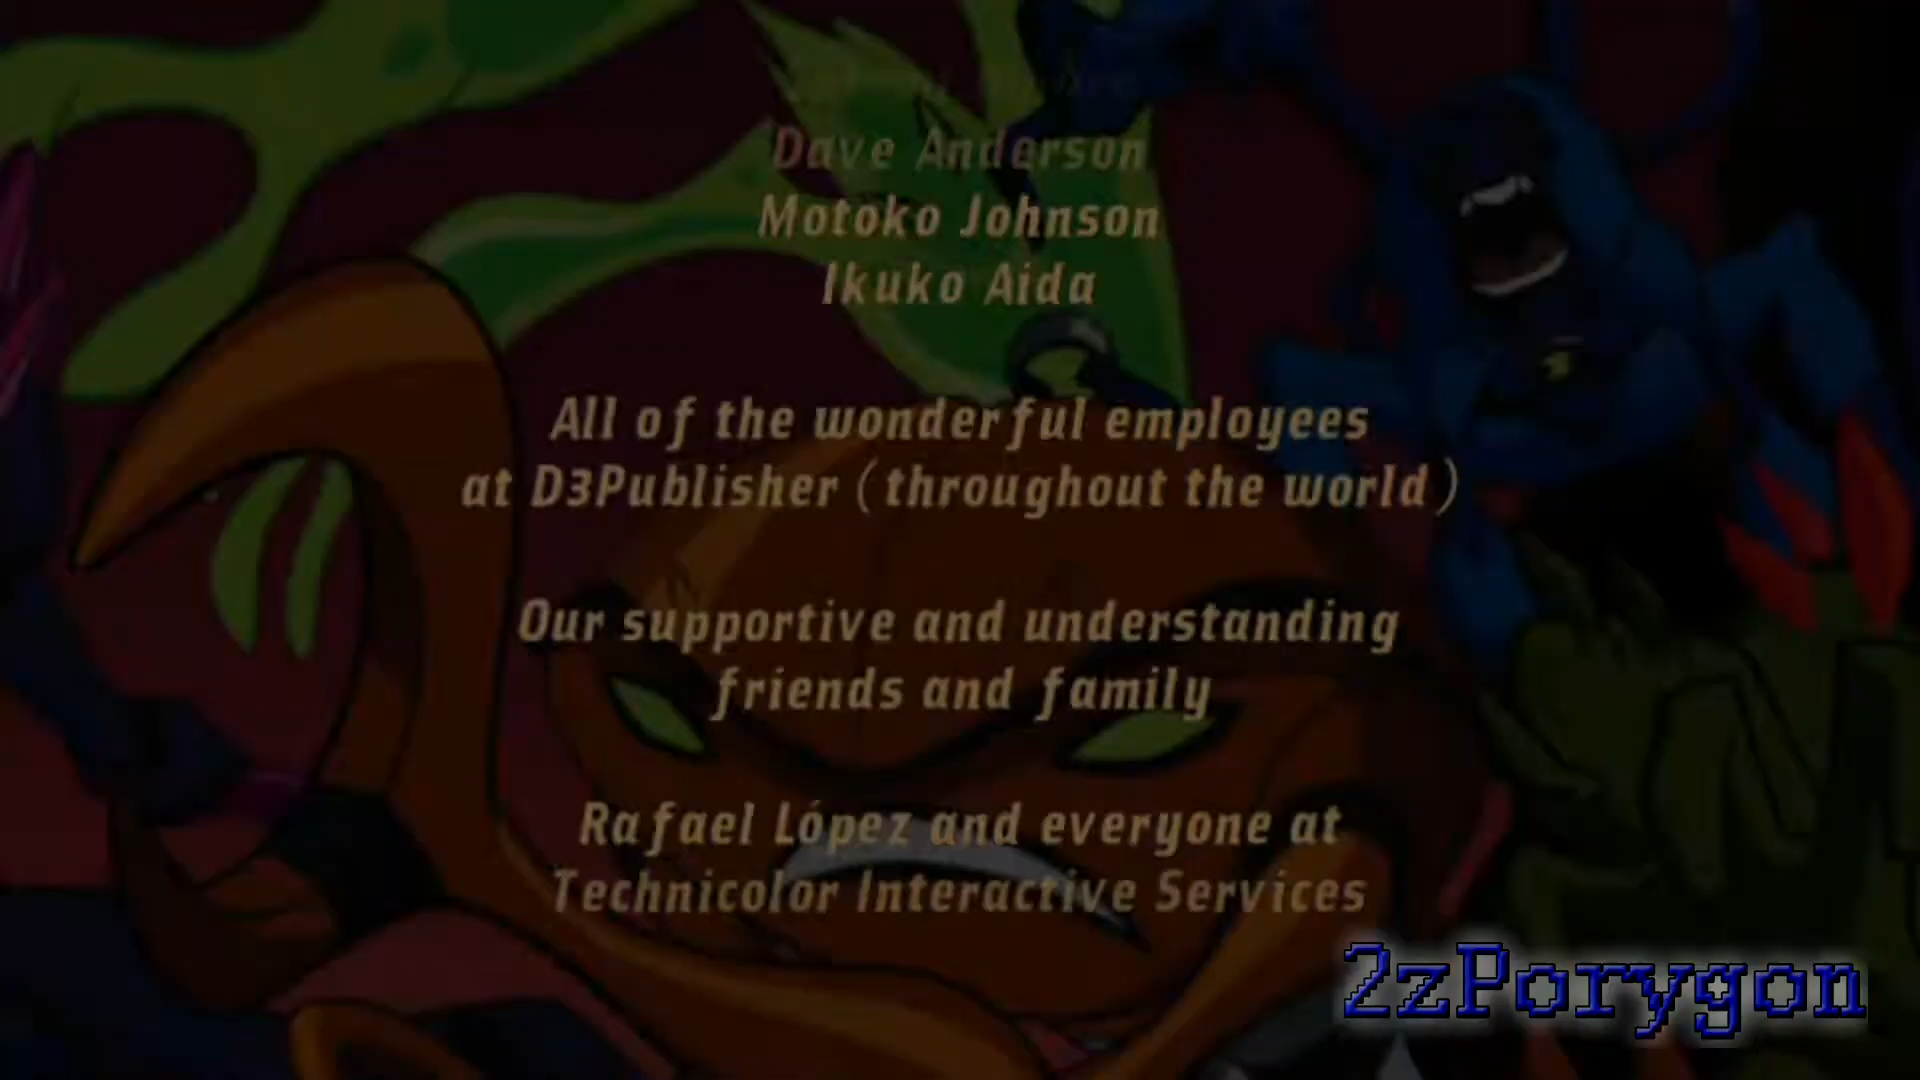 Dave Anderson
Motoko Johnson
Ikuko Aida
All of the wonderful employees
at D3Publisher (throughout the world)
Our supportive and understanding
friends and family
Rafael López and everyone at
Technicolor Interactive Services
2zPorygon